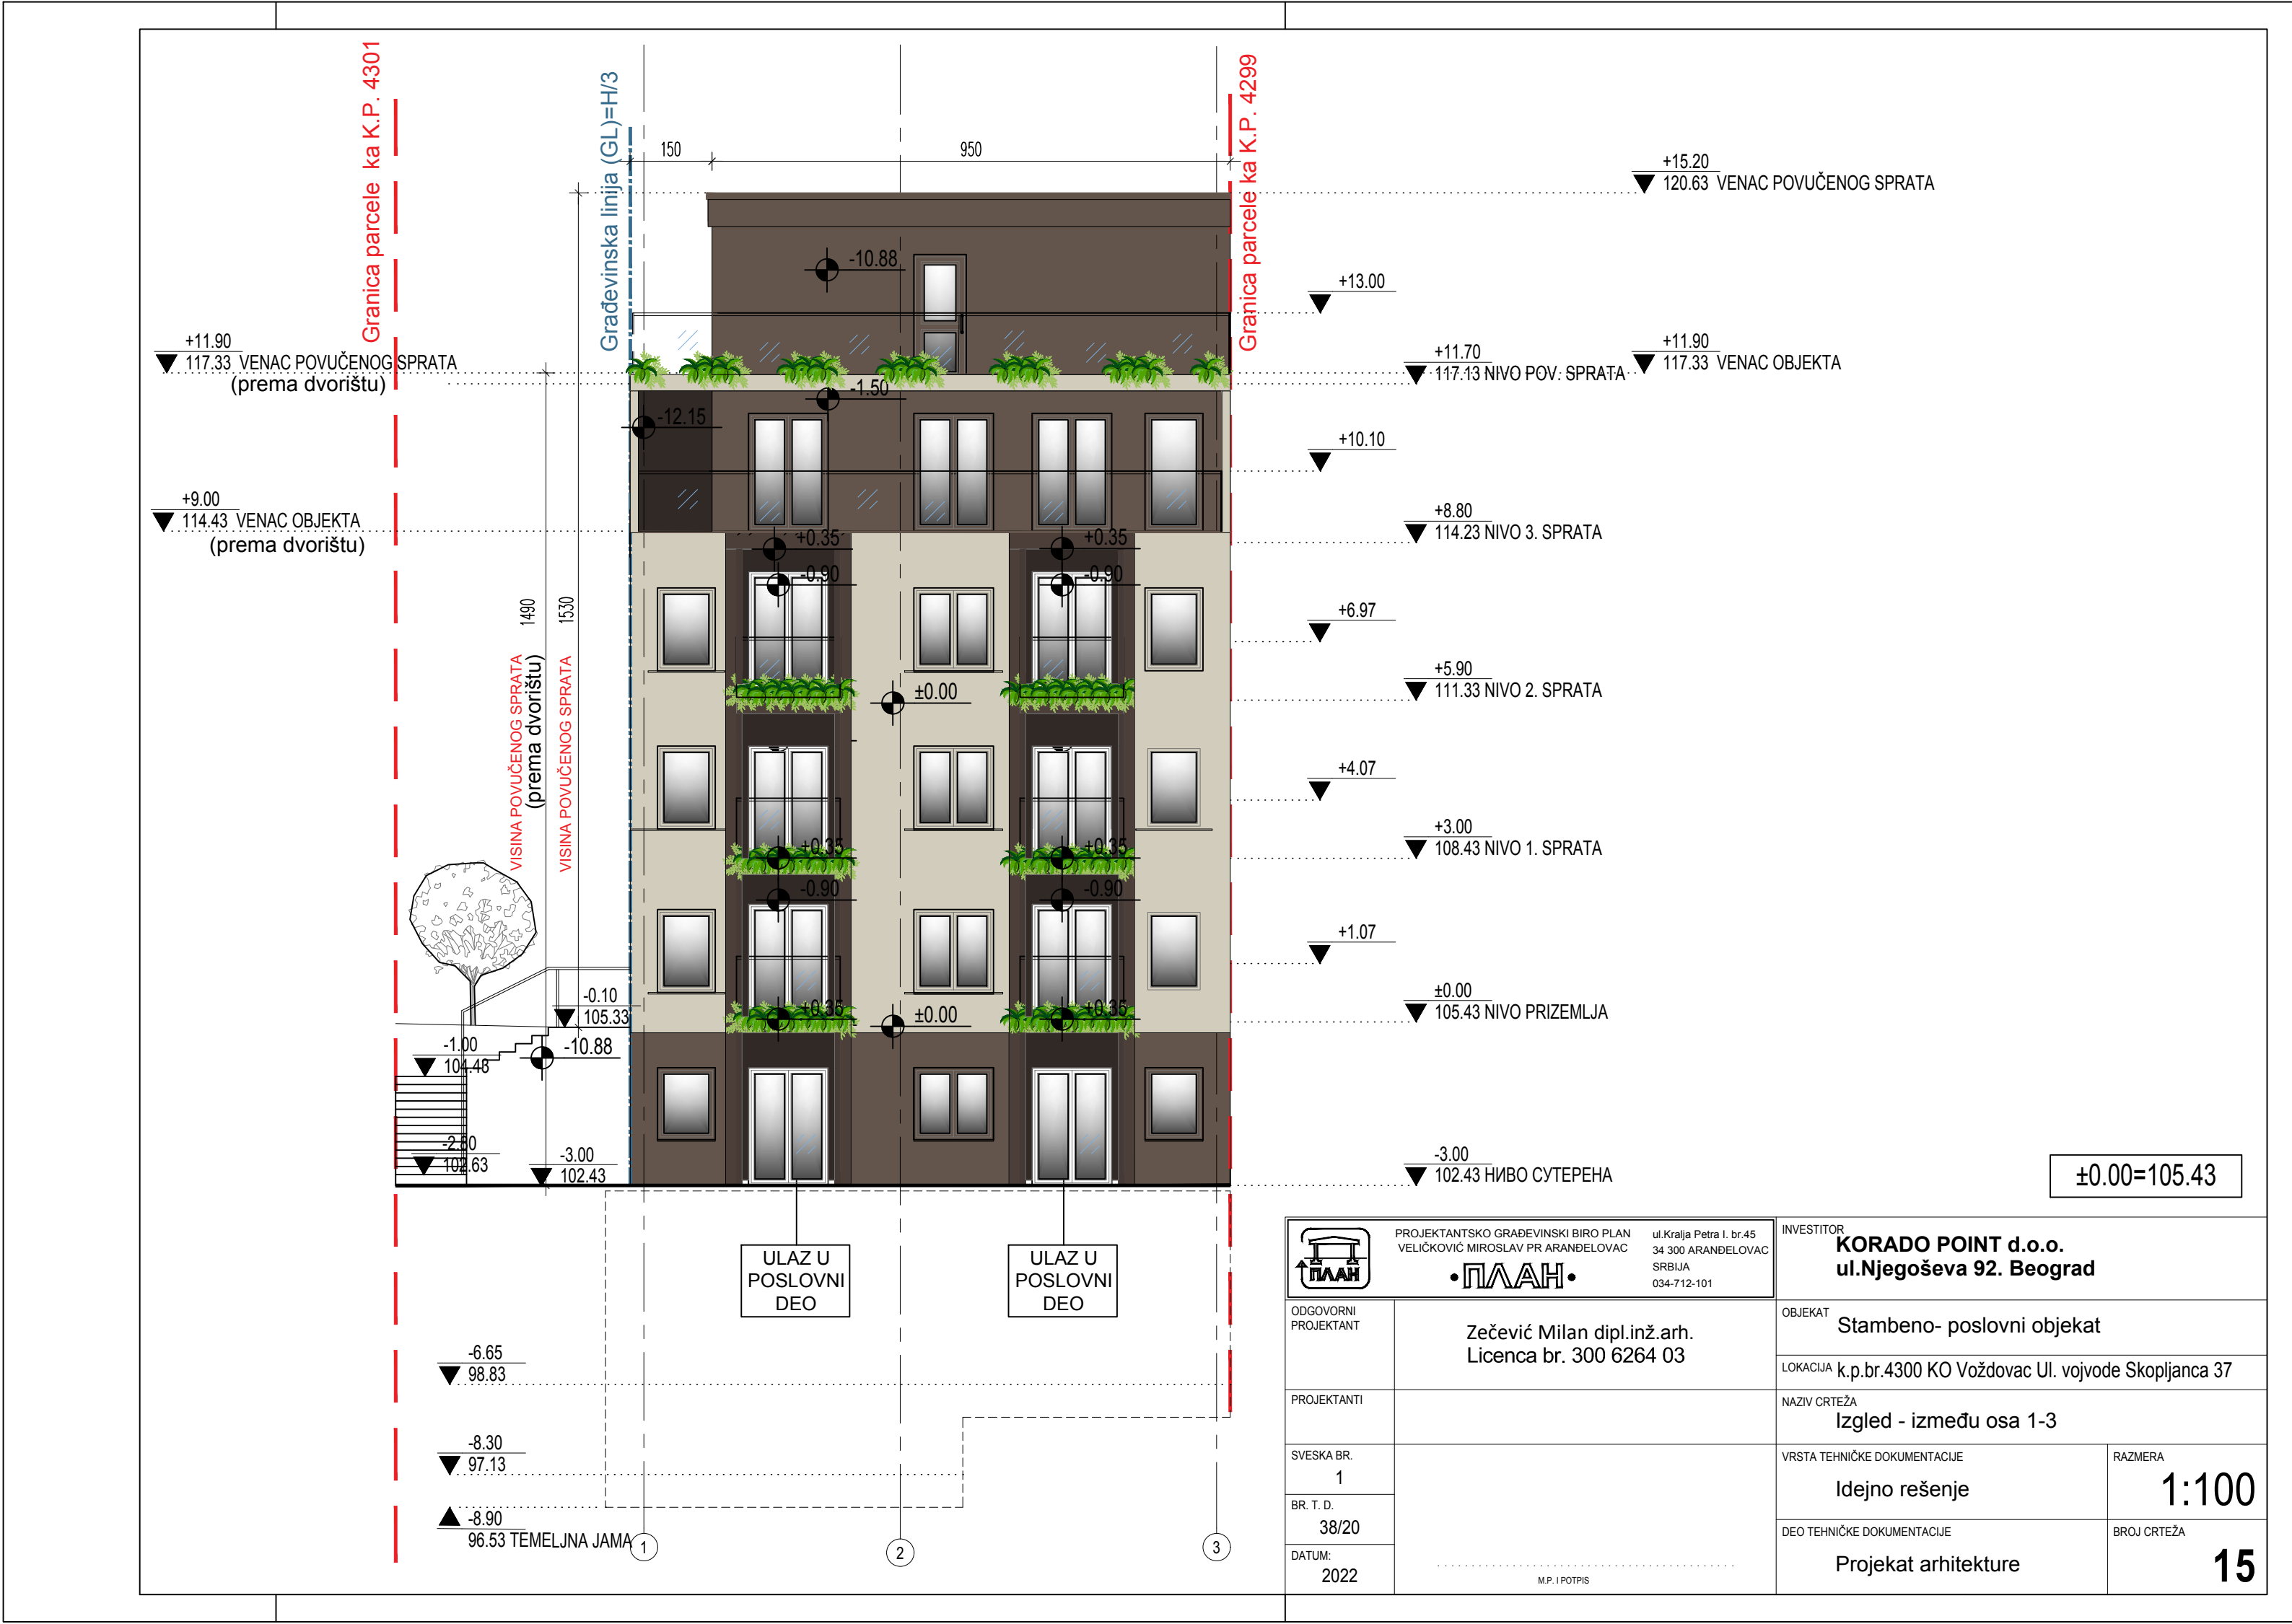 Granica parcele ka K.P. 4301
Građevinska linija (GL)=H/3
Granica parcele ka K.P. 4299
150
950
+15.20
120.63 VENAC POVUČENOG SPRATA
-10.88
+13.00
+11.90
117.33 VENAC POVUČENOG SPRATA
(prema dvorištu)
+11.70
117.13 NIVO POV. SPRATA
+11.90
117.33 VENAC OBJEKTA
-1.50
-12.15
+10.10
+9.00
114.43 VENAC OBJEKTA
(prema dvorištu)
+8.80
114.23 NIVO 3. SPRATA
+0.35
+0.35
-0.90
-0.90
1490
1530
VISINA POVUČENOG SPRATA
(prema dvorištu)
VISINA POVUČENOG SPRATA
+6.97
+5.90
111.33 NIVO 2. SPRATA
±0.00
+4.07
+3.00
108.43 NIVO 1. SPRATA
+0.35
+0.35
-0.90
-0.90
+1.07
-0.10
105.33
±0.00
105.43 NIVO PRIZEMLJA
+0.35
±0.00
+0.35
-1.00
104.43
-10.88
-2.80
102.63
-3.00
102.43
-3.00
102.43 НИВО СУТЕРЕНА
±0.00=105.43
ULAZ U
POSLOVNI
DEO
ULAZ U
POSLOVNI
DEO
-6.65
98.83
-8.30
97.13
-8.90
96.53 TEMELJNA JAMA
1
2
3
ПЛАН
PROJEKTANTSKO GRAĐEVINSKI BIRO PLAN
VELIČKOVIĆ MIROSLAV PR ARANĐELOVAC
•ПЛАН•
ul.Kralja Petra I. br.45
34 300 ARANĐELOVAC
SRBIJA
034-712-101
INVESTITOR
KORADO POINT d.o.o.
ul.Njegoševa 92. Beograd
ODGOVORNI
PROJEKTANT
Zečević Milan dipl.inž.arh.
Licenca br. 300 6264 03
OBJEKAT
Stambeno- poslovni objekat
LOKACIJA k.p.br.4300 KO Voždovac Ul. vojvode Skopljanca 37
PROJEKTANTI
NAZIV CRTEŽA
Izgled - između osa 1-3
SVESKA BR.
1
VRSTA TEHNIČKE DOKUMENTACIJE
Idejno rešenje
RAZMERA
1:100
BR. T. D.
38/20
DEO TEHNIČKE DOKUMENTACIJE
Projekat arhitekture
BROJ CRTEŽA
15
DATUM:
2022
M.P. I POTPIS